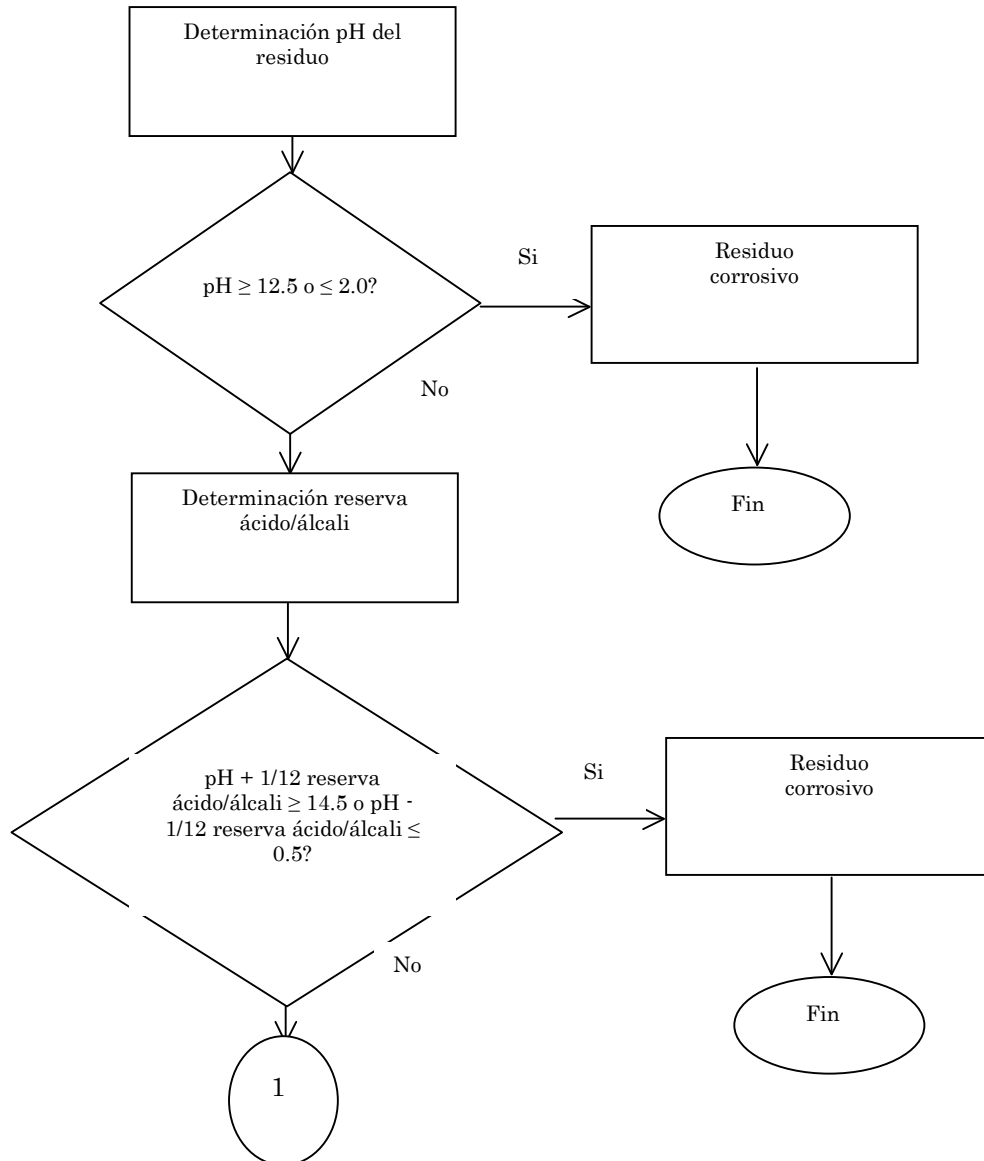 Determinación pH del
residuo
pH ≥ 12.5 o ≤ 2.0?
Si
Residuo
corrosivo
No
Fin
Determinación reserva
ácido/álcali
pH + 1/12 reserva
ácido/álcali ≥ 14.5 o pH -
1/12 reserva ácido/álcali ≤
0.5?
Si
Residuo
corrosivo
No
Fin
1